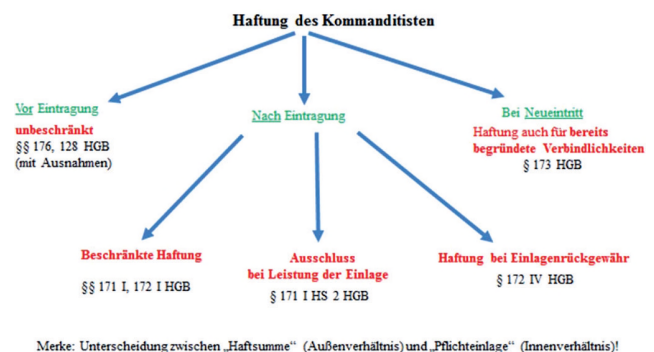 Haftung des Kommanditisten
Vor Eintragung
unbeschränkt
§§ 176, 128 HGB
(mit Ausnahmen)
Nach Eintragung
Bei Neueintritt
Haftung auch für bereits
begründete Verbindlichkeiten
§ 173 HGB
Beschränkte Haftung
§§ 171 I, 172 I HGB
Ausschluss
bei Leistung der Einlage
§ 171 I HS 2 HGB
Haftung bei Einlagenrückgewähr
§ 172 IV HGB
Merke: Unterscheidung zwischen „Haftsumme“ (Außenverhältnis) und „Pflichteinlage“ (Innenverhältnis)!